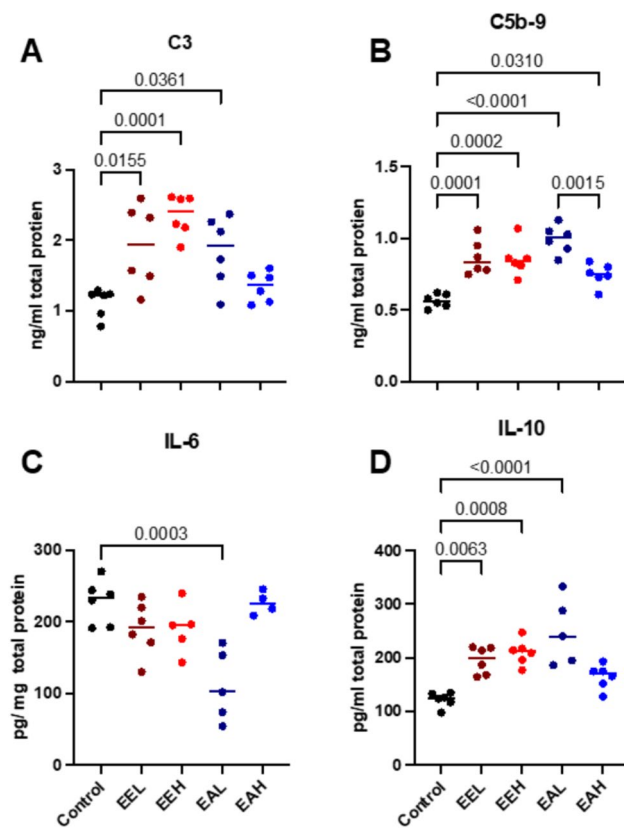 A
C3
0.0361
0.0001
0.0155
3
2
1
0
ng/ml total protien
B
C5b-9
0.0310
<0.0001
0.0002
0.0001
0.0015
1.5
1.0
0.5
0.0
ng/ml total protien
C
IL-6
0.0003
300
200
100
0
pg/ mg total protein
Control
EEL
EEH
EAL
EAH
D
IL-10
<0.0001
0.0008
0.0063
400
300
200
100
0
pg/ml total protein
Control
EEL
EEH
EAL
EAH